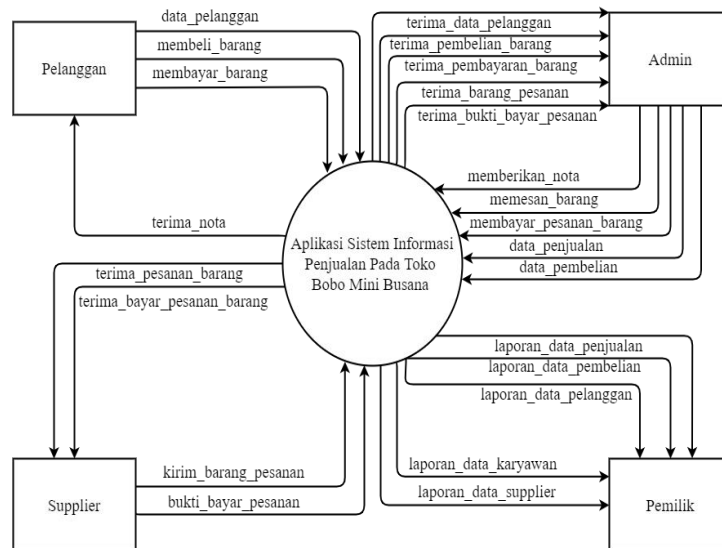 data_pelanggan
membeli_barang
membayar_barang
Pelanggan
terima_data_pelanggan
terima_pembelian_barang
terima_pembayaran_barang
terima_barang_pesanan
terima_bukti_bayar_pesanan
Admin
memberikan_nota
memesan_barang
membayar_pesanan_barang
data_penjualan
data_pembelian
terima_nota
terima_pesanan_barang
terima_bayar_pesanan_barang
Aplikasi Sistem Informasi
Penjualan Pada Toko
Bobo Mini Busana
laporan_data_penjualan
laporan_data_pembelian
laporan_data_pelanggan
kirim_barang_pesanan
bukti_bayar_pesanan
Supplier
laporan_data_karyawan
laporan_data_supplier
Pemilik